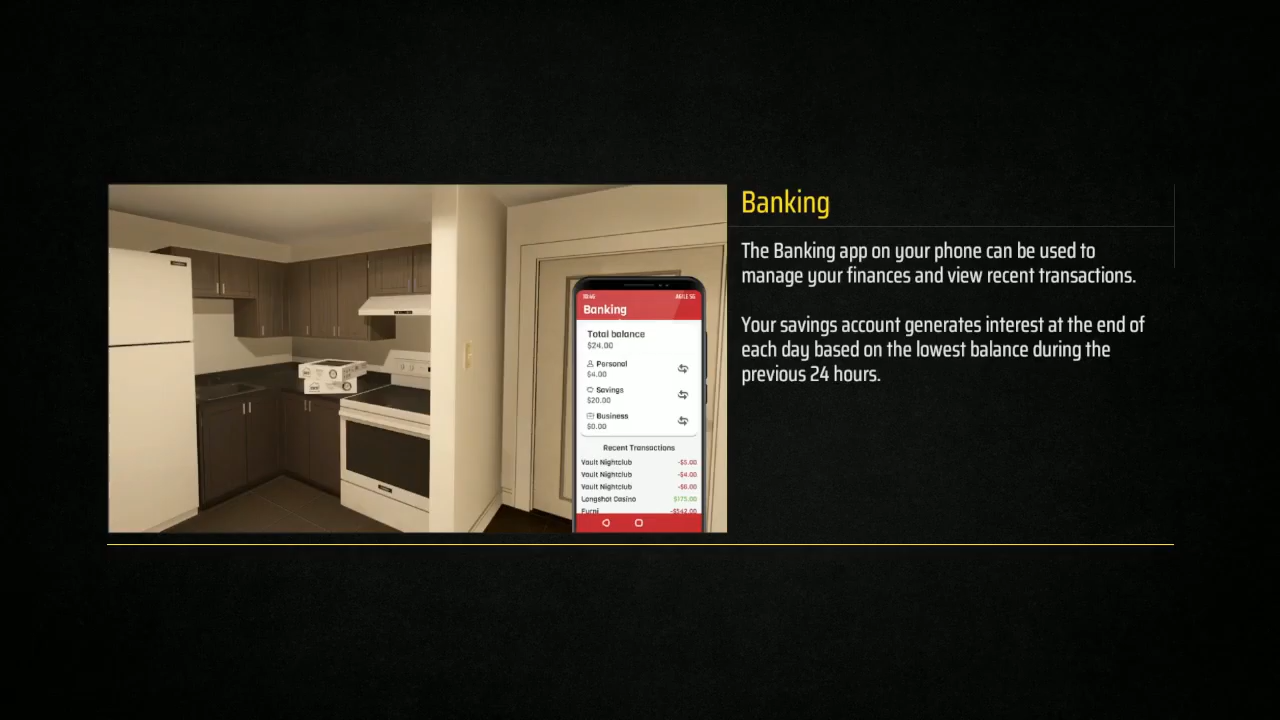 Banking
The Banking app on your phone can be used to
manage your finances and view recent transactions.
Your savings account generates interest at the end of
each day based on the lowest balance during the
previous 24 hours.
Banking
Total balance
$24.00
Personal
$4.00
Savings
$20.00
Business
$0.00
Recent Transactions
Vault Nightclub -$5.00
Vault Nightclub -$4.00
Vault Nightclub -$6.00
Longshot Casino $175.00
Furni -$542.00